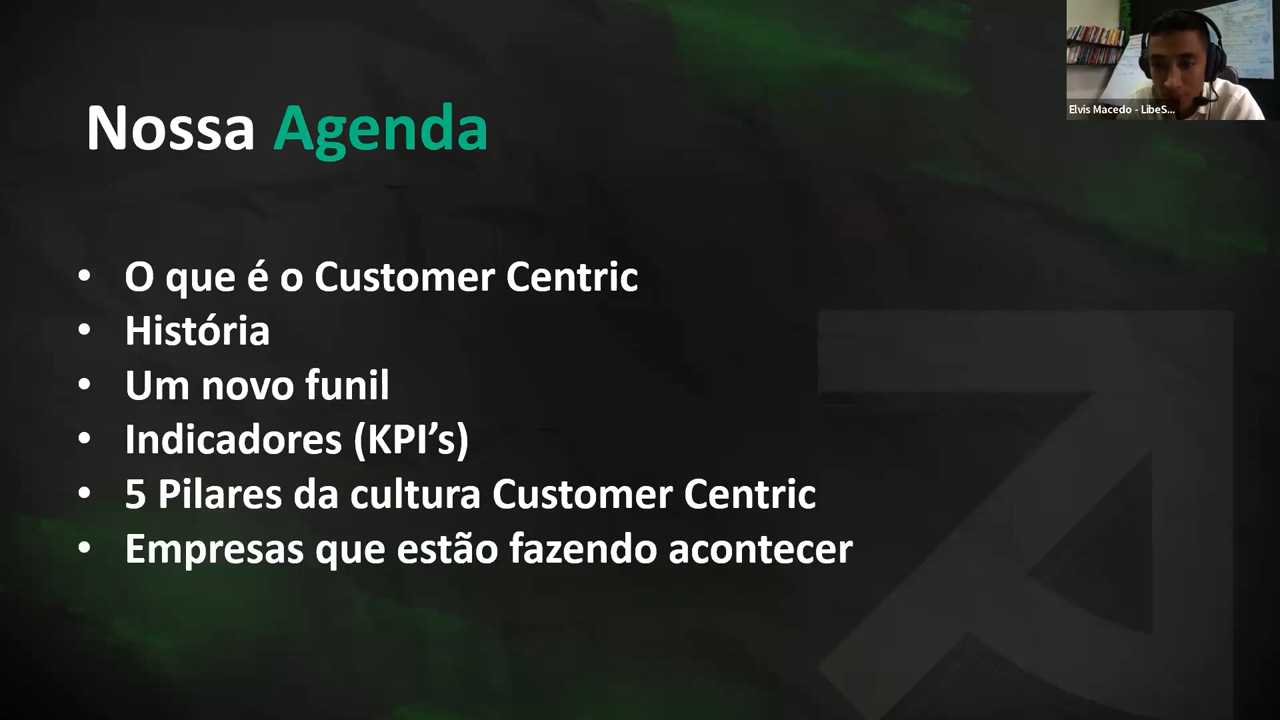 Nossa Agenda
Elvis Macedo - LibeS...
• O que é o Customer Centric
• História
• Um novo funil
• Indicadores (KPI’s)
• 5 Pilares da cultura Customer Centric
• Empresas que estão fazendo acontecer